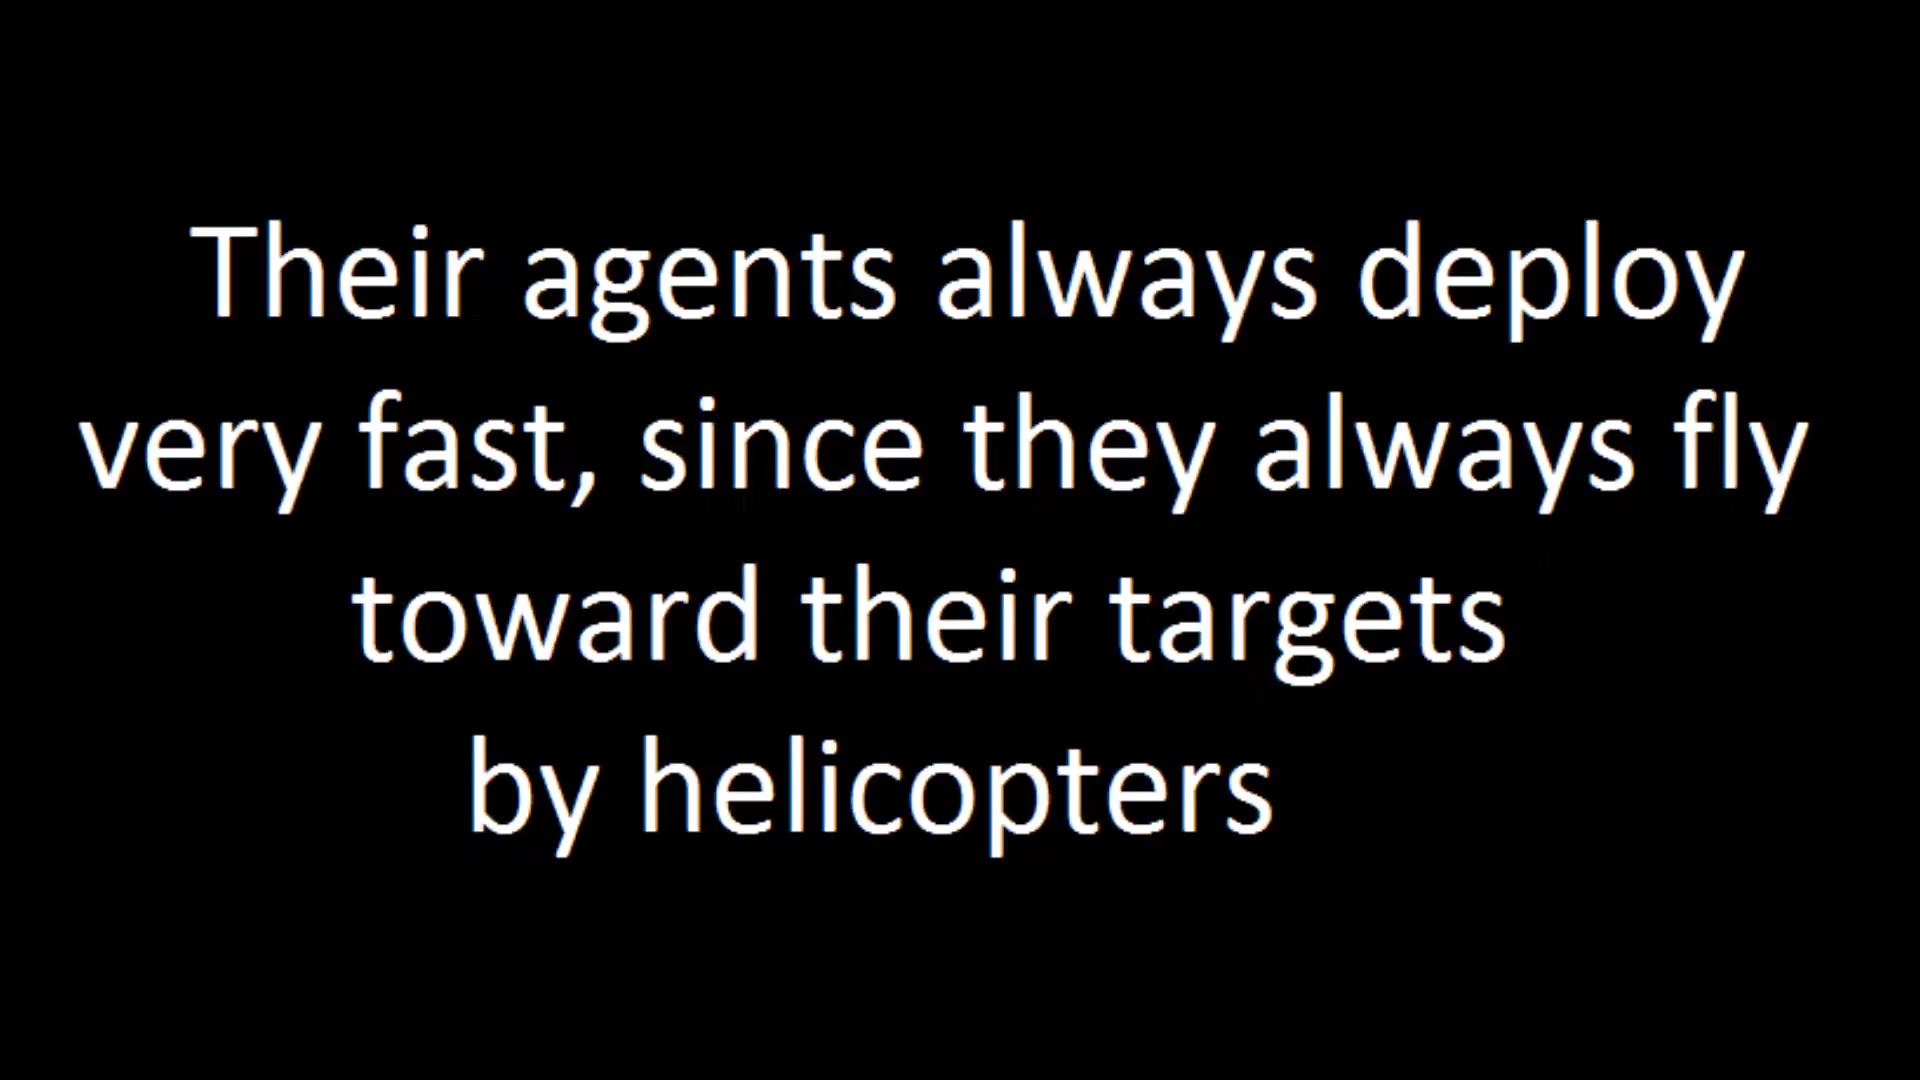 Their agents always deploy
very fast, since they always fly
toward their targets
by helicopters